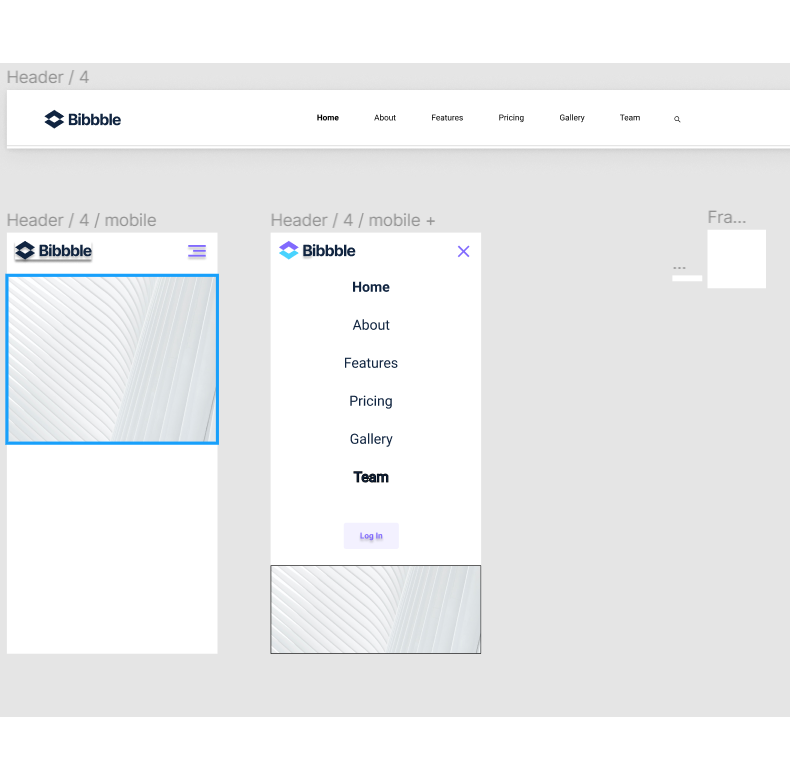 Header / 4
Bibbble
Home About Features Pricing Gallery Team
Header / 4 / mobile
Header / 4 / mobile +
Fra...
...
Bibbble
Bibbble
Home
About
Features
Pricing
Gallery
Team
Log In